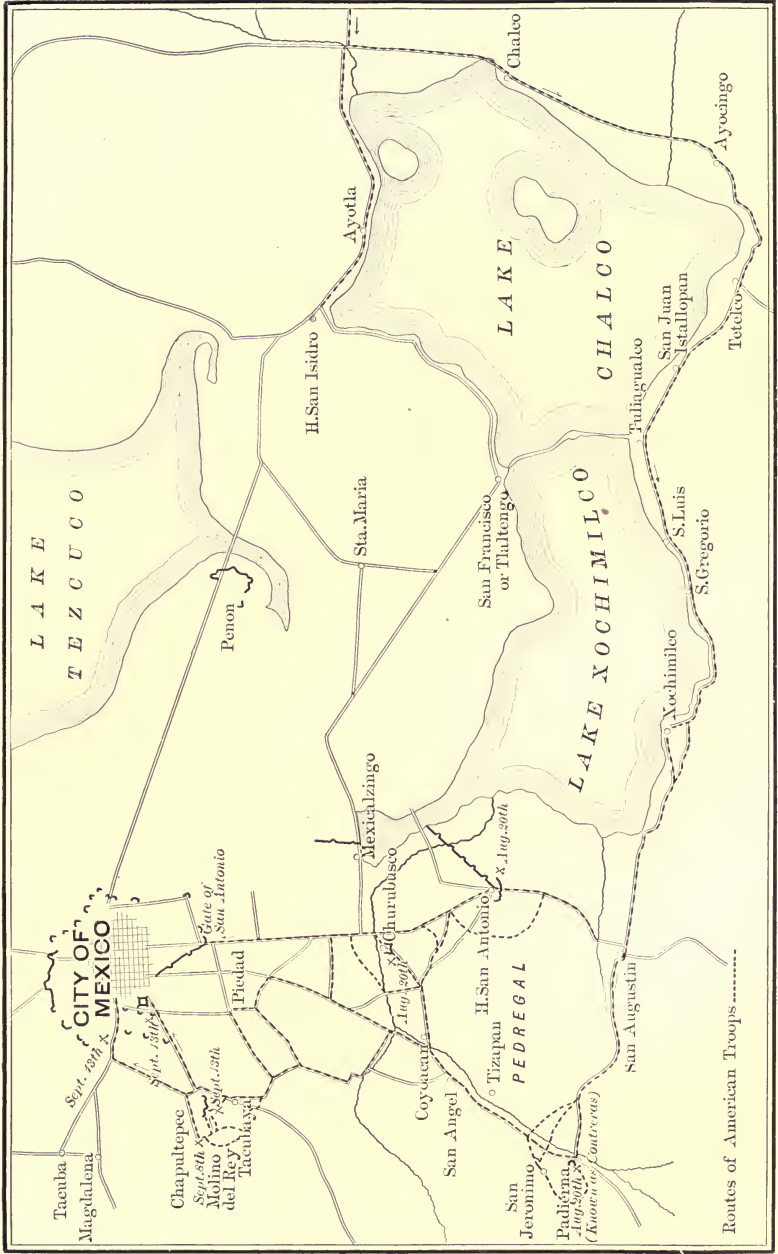 LAKE
TEZCUCO
CITY OF
MEXICO
Tacuba
Magdalena
Sept. 13th
Sept. 13th
Chapultepec
Sept. 8th
Molino
del Rey
Sept. 13th
Tacubaya
Piedad
Gate of
San Antonio
Penon
Sta. Maria
H. San Isidro
Ayotla
Mexicalzingo
Churubusco
Aug. 20th
San Francisco
or Tlaltengo
LAKE
CHALCO
Chalco
Coyoacan
San Angel
Tizapan
PEDREGAL
H. San Antonio
Aug. 20th
LAKE XOCHIMILCO
Tuliagualco
San Juan
Istallopan
Ayocingo
Tetelco
San
Jeronimo
Padierna
Aug. 20th
(Known as Contreras)
San Augustin
Xochimilco
S. Gregorio
S. Luis
Routes of American Troops